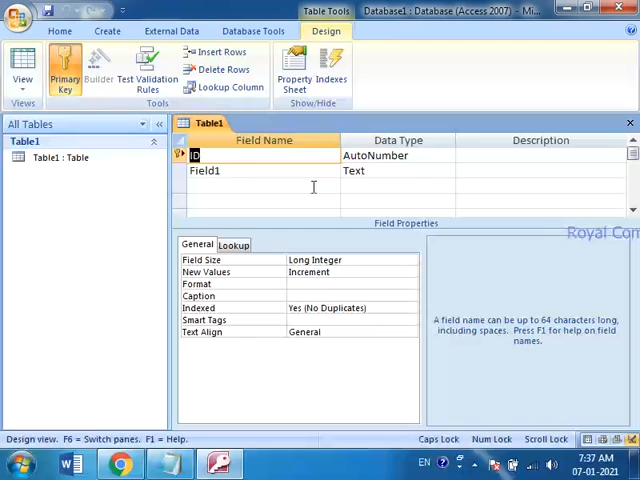 Table Tools
Database1 : Database (Access 2007) - Mi...
Home
Create
External Data
Database Tools
Design
View
Primary Key
Builder
Test Validation Rules
Insert Rows
Delete Rows
Lookup Column
Property Sheet
Indexes
Views
Tools
Show/Hide
All Tables
Table1
Table1 : Table
Table1
Field Name
Data Type
Description
ID
AutoNumber
Field1
Text
Field Properties
General
Lookup
Field Size
Long Integer
New Values
Increment
Format
Caption
Indexed
Yes (No Duplicates)
Smart Tags
Text Align
General
Royal Com
A field name can be up to 64 characters long,
including spaces. Press F1 for help on field
names.
Design view. F6 = Switch panes. F1 = Help.
Caps Lock
Num Lock
Scroll Lock
EN
7:37 AM
07-01-2021